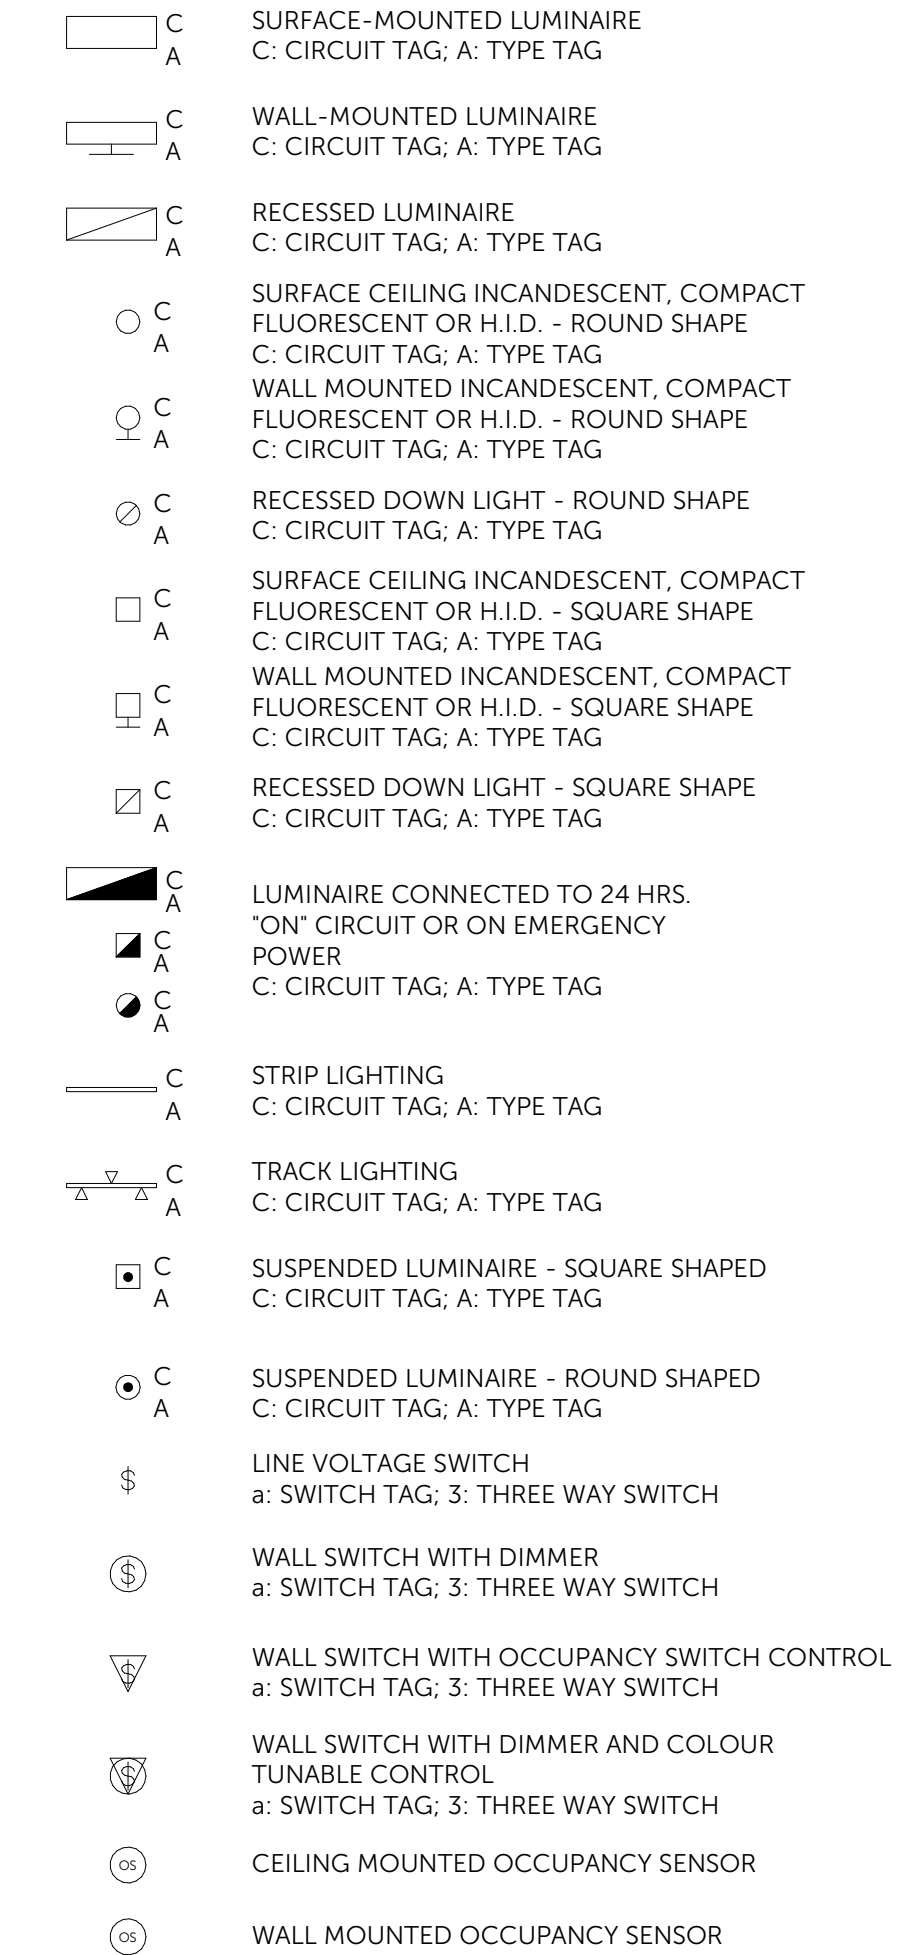 C SURFACE-MOUNTED LUMINAIRE
A C: CIRCUIT TAG; A: TYPE TAG
C WALL-MOUNTED LUMINAIRE
A C: CIRCUIT TAG; A: TYPE TAG
C RECESSED LUMINAIRE
A C: CIRCUIT TAG; A: TYPE TAG
SURFACE CEILING INCANDESCENT, COMPACT
C FLUORESCENT OR H.I.D. - ROUND SHAPE
A C: CIRCUIT TAG; A: TYPE TAG
WALL MOUNTED INCANDESCENT, COMPACT
C FLUORESCENT OR H.I.D. - ROUND SHAPE
A C: CIRCUIT TAG; A: TYPE TAG
C RECESSED DOWN LIGHT - ROUND SHAPE
A C: CIRCUIT TAG; A: TYPE TAG
SURFACE CEILING INCANDESCENT, COMPACT
C FLUORESCENT OR H.I.D. - SQUARE SHAPE
A C: CIRCUIT TAG; A: TYPE TAG
WALL MOUNTED INCANDESCENT, COMPACT
C FLUORESCENT OR H.I.D. - SQUARE SHAPE
A C: CIRCUIT TAG; A: TYPE TAG
C RECESSED DOWN LIGHT - SQUARE SHAPE
A C: CIRCUIT TAG; A: TYPE TAG
C
A
C
A
C
A
LUMINAIRE CONNECTED TO 24 HRS.
"ON" CIRCUIT OR ON EMERGENCY
POWER
C: CIRCUIT TAG; A: TYPE TAG
C STRIP LIGHTING
A C: CIRCUIT TAG; A: TYPE TAG
C TRACK LIGHTING
A C: CIRCUIT TAG; A: TYPE TAG
C SUSPENDED LUMINAIRE - SQUARE SHAPED
A C: CIRCUIT TAG; A: TYPE TAG
C SUSPENDED LUMINAIRE - ROUND SHAPED
A C: CIRCUIT TAG; A: TYPE TAG
$ LINE VOLTAGE SWITCH
a: SWITCH TAG; 3: THREE WAY SWITCH
$ WALL SWITCH WITH DIMMER
a: SWITCH TAG; 3: THREE WAY SWITCH
$ WALL SWITCH WITH OCCUPANCY SWITCH CONTROL
a: SWITCH TAG; 3: THREE WAY SWITCH
WALL SWITCH WITH DIMMER AND COLOUR
$ TUNABLE CONTROL
a: SWITCH TAG; 3: THREE WAY SWITCH
OS CEILING MOUNTED OCCUPANCY SENSOR
OS WALL MOUNTED OCCUPANCY SENSOR